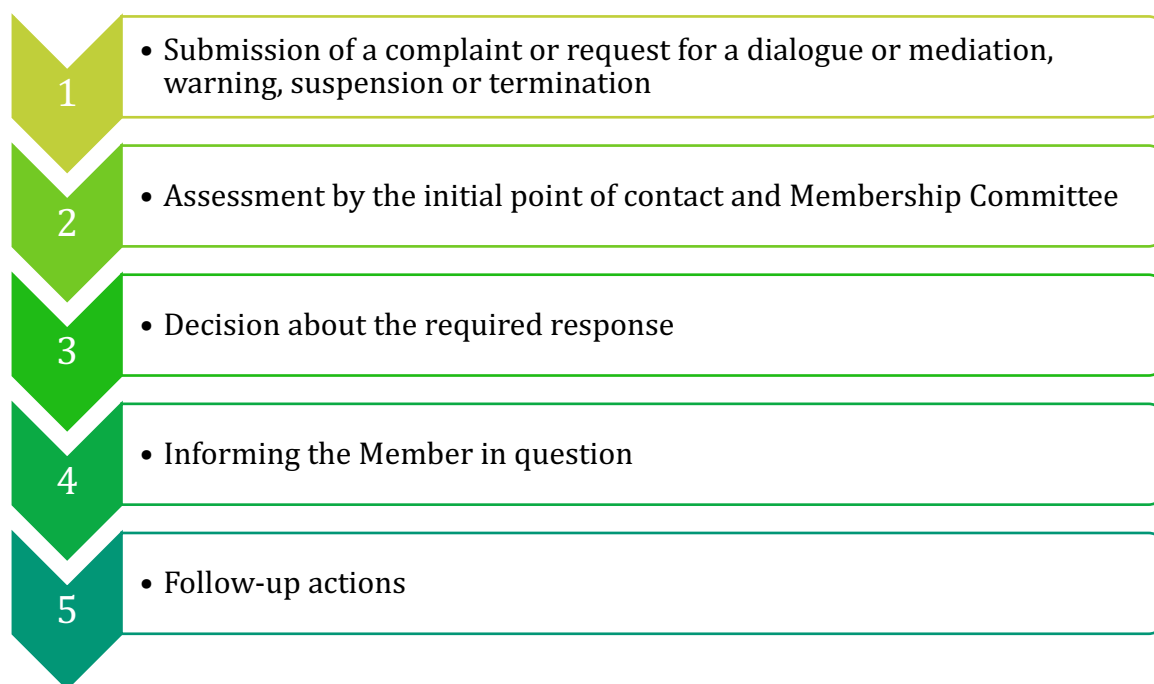 1
• Submission of a complaint or request for a dialogue or mediation,
warning, suspension or termination
2
• Assessment by the initial point of contact and Membership Committee
3
• Decision about the required response
4
• Informing the Member in question
5
• Follow-up actions